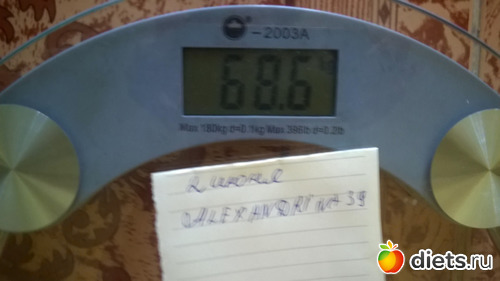 -2003A
68.6
Max 180kg d=0.1kg Max 396lb d=0.2lb
2 июня
ALEXANDRINA39
diets.ru